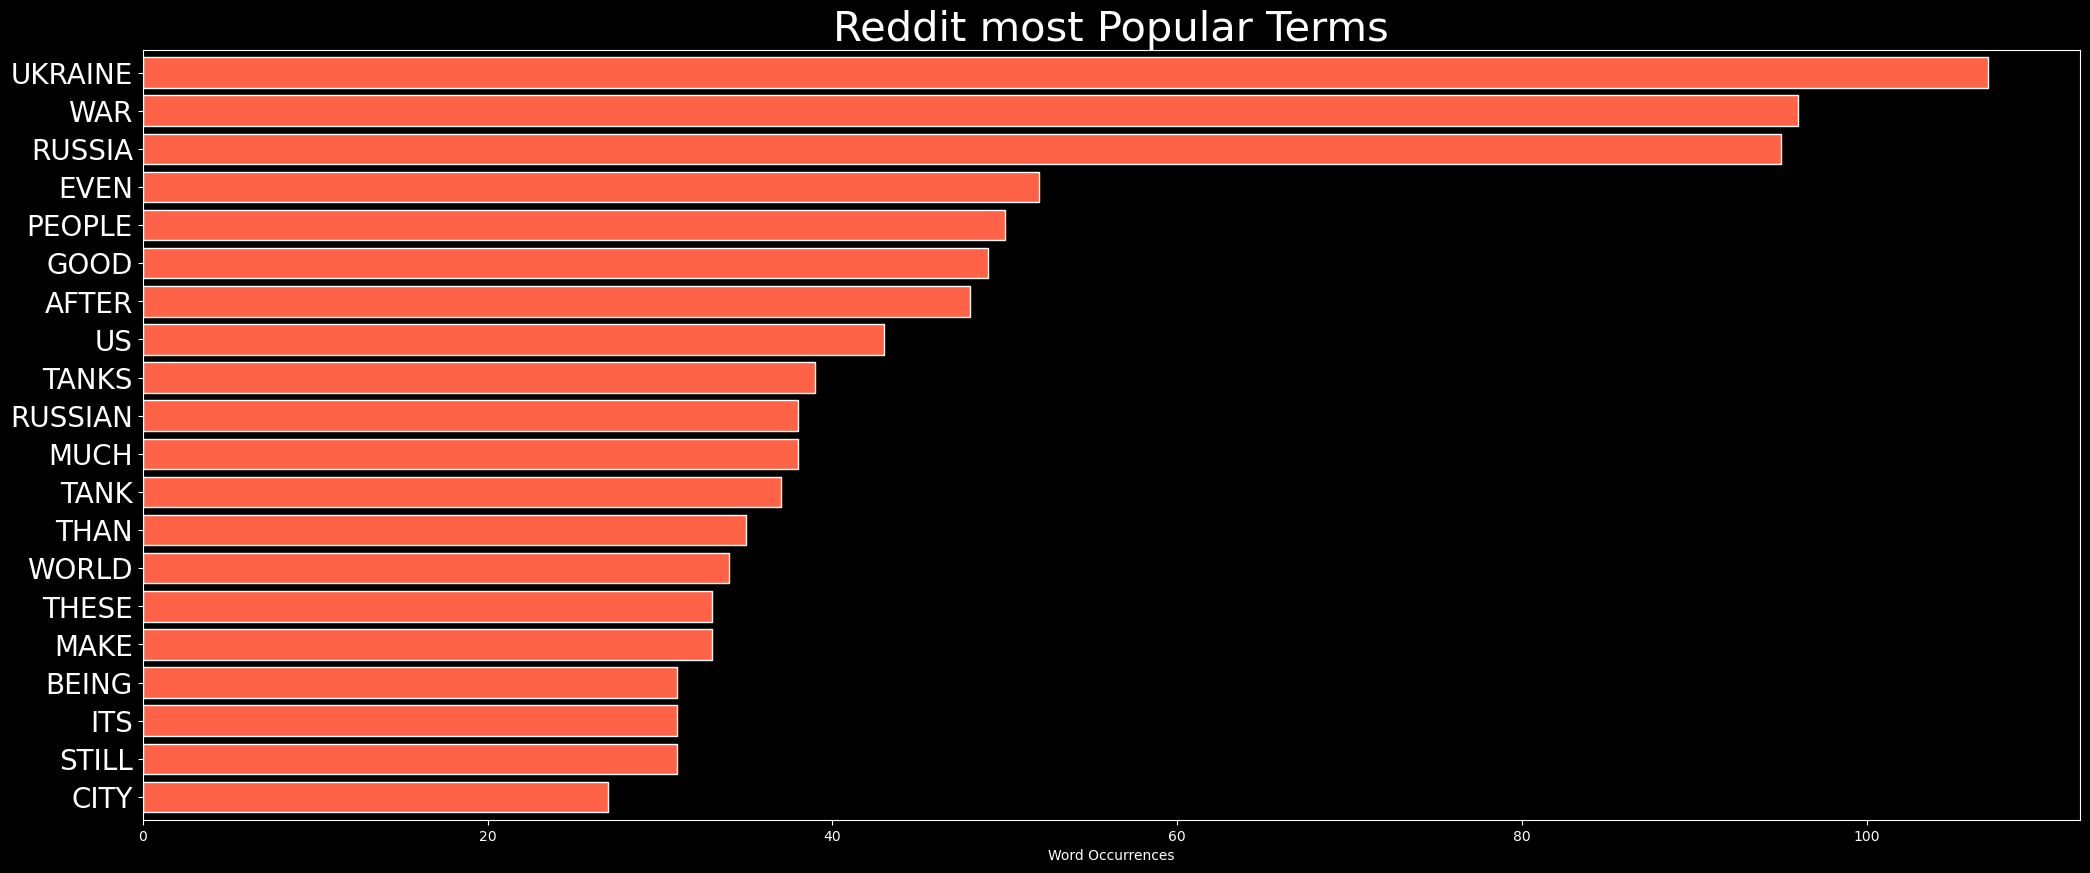 Reddit most Popular Terms
UKRAINE
WAR
RUSSIA
EVEN
PEOPLE
GOOD
AFTER
US
TANKS
RUSSIAN
MUCH
TANK
THAN
WORLD
THESE
MAKE
BEING
ITS
STILL
CITY
0 20 40 60 80 100
Word Occurrences